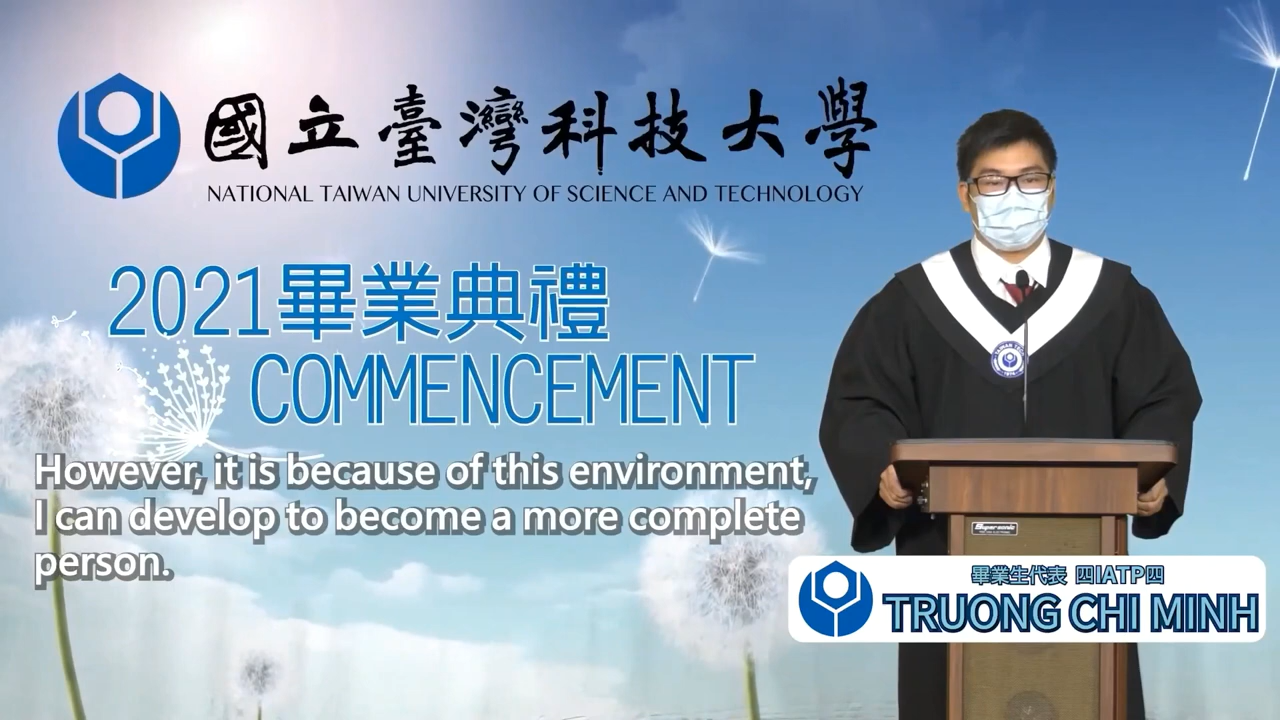 國立臺灣科技大學
NATIONAL TAIWAN UNIVERSITY OF SCIENCE AND TECHNOLOGY
2021畢業典禮
COMMENCEMENT
However, it is because of this environment,
I can develop to become a more complete
person.
Supersonic
畢業生代表 四IATP四
TRUONG CHI MINH